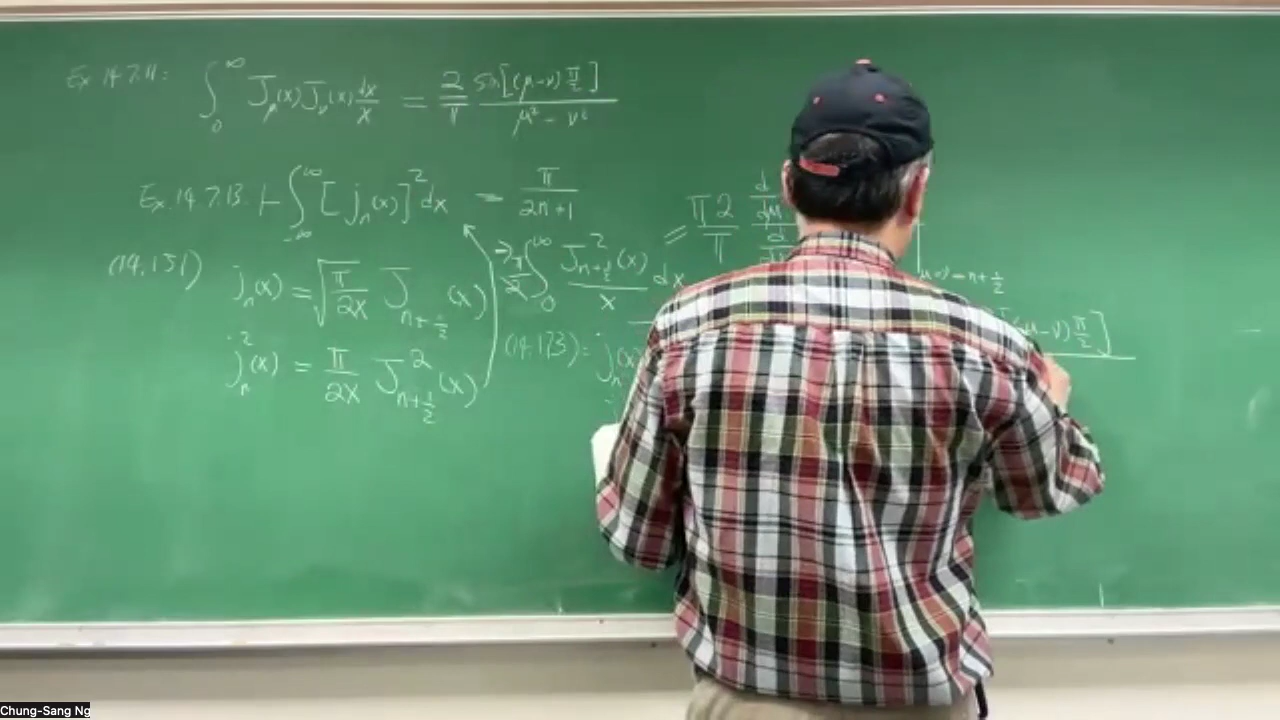 Ex. 14.7.11: ∫₀^∞ J_μ(x) J_ν(x) dx/x = 2/π sin[(μ-ν)π/2] / μ² - ν²
Ex. 14.7.13. ∫_{-∞}^∞ [j_n(x)]² dx = π/2n+1
= π 2/π d/dμ
μ=ν=n+½
(14.151) j_n(x) = √(π/2x) J_{n+½}(x)
∫₀^∞ J²_{n+½}(x)/x dx
j_n²(x) = π/2x J²_{n+½}(x)
j_n(x)
(μ-ν)π/2]
Chung-Sang Ng